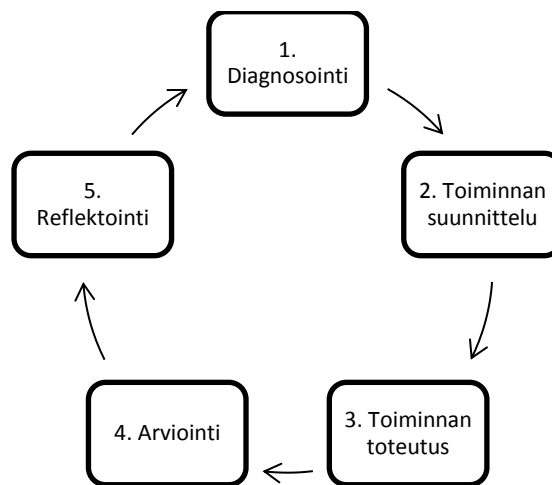 1.
Diagnosointi
2. Toiminnan
suunnittelu
3. Toiminnan
toteutus
4. Arviointi
5.
Reflektointi